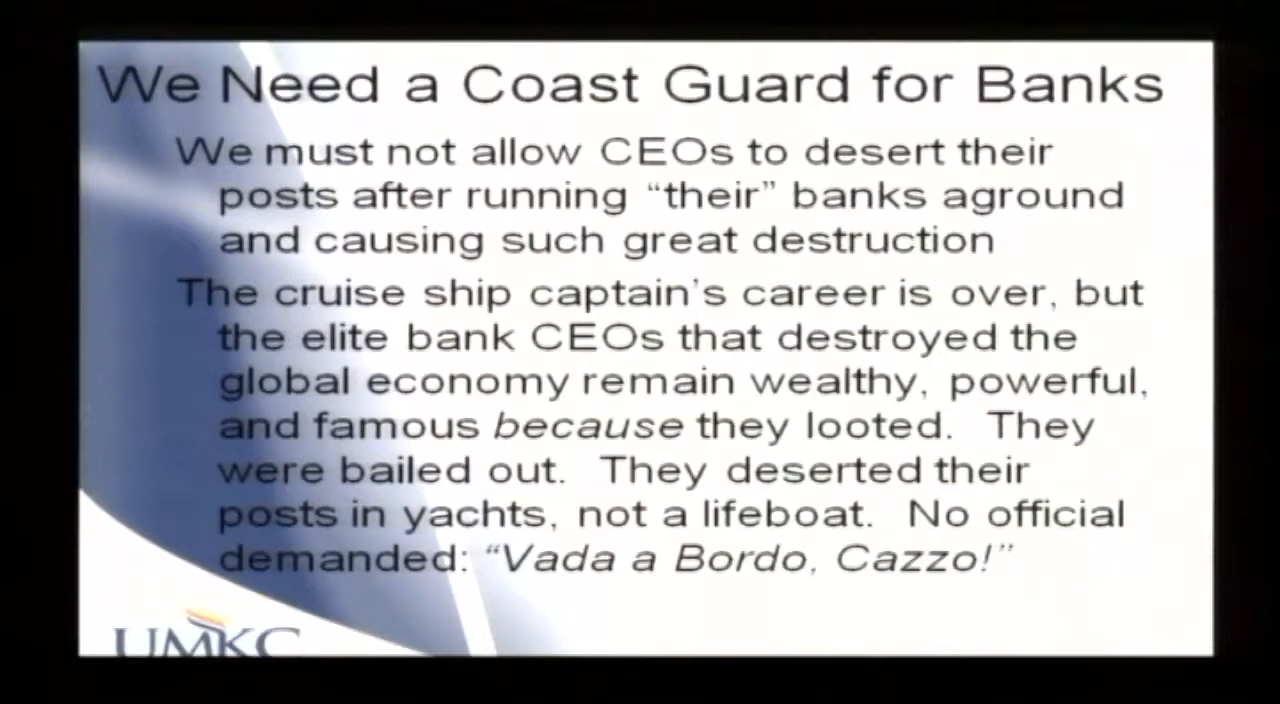 We Need a Coast Guard for Banks
We must not allow CEOs to desert their
posts after running “their” banks aground
and causing such great destruction
The cruise ship captain’s career is over, but
the elite bank CEOs that destroyed the
global economy remain wealthy, powerful,
and famous because they looted.  They
were bailed out.  They deserted their
posts in yachts, not a lifeboat.  No official
demanded: “Vada a Bordo, Cazzo!”
UMKC